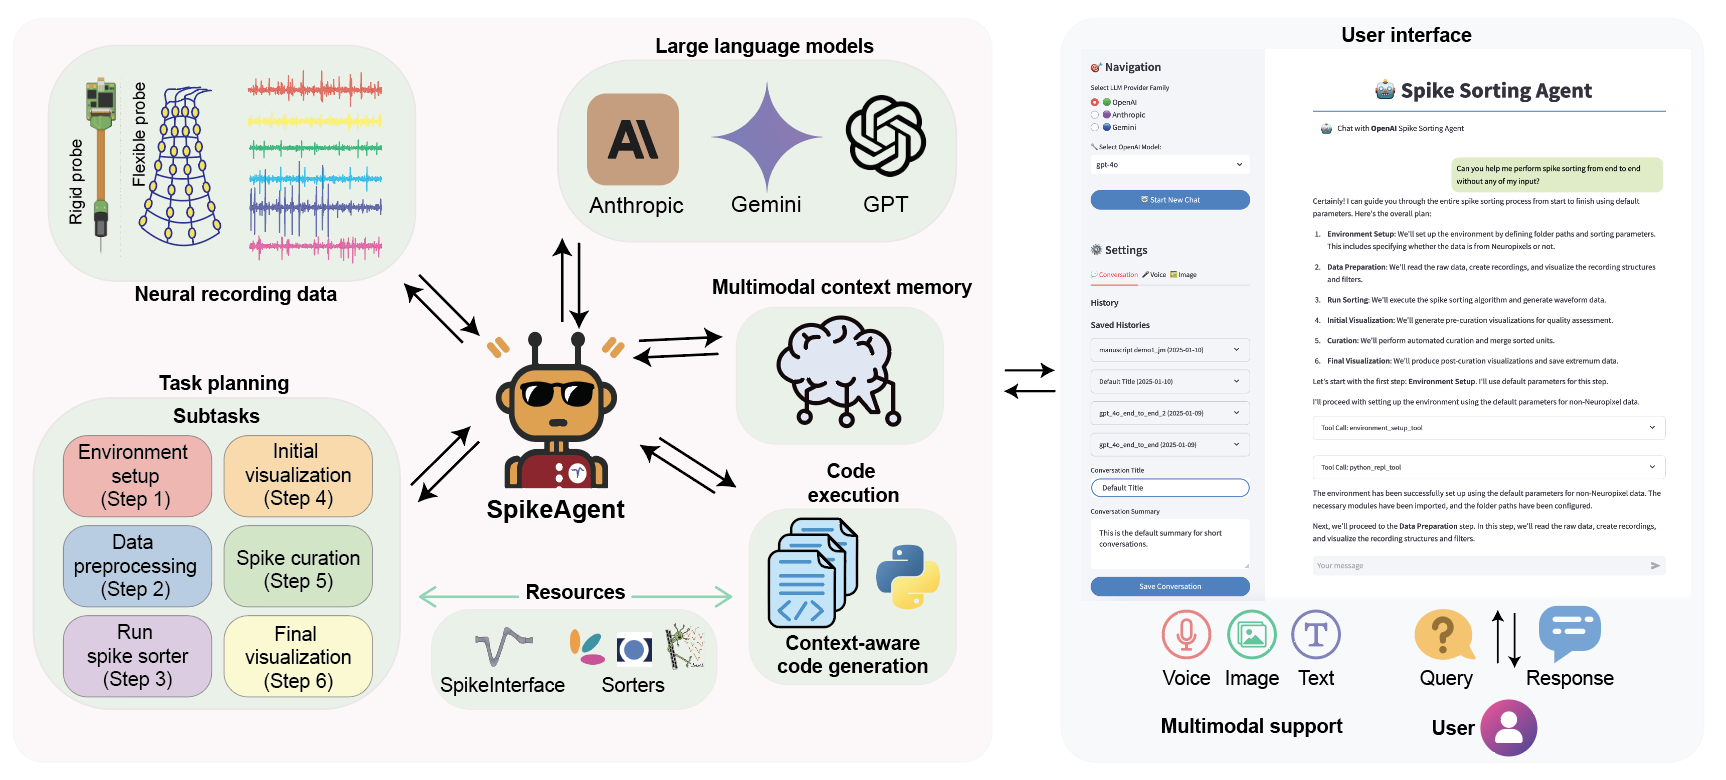 Rigid probe
Flexible probe
Neural recording data
Large language models
Anthropic
Gemini
GPT
Multimodal context memory
Task planning
Subtasks
Environment
setup
(Step 1)
Initial
visualization
(Step 4)
Data
preprocessing
(Step 2)
Spike curation
(Step 5)
Run
spike sorter
(Step 3)
Final
visualization
(Step 6)
SpikeAgent
Resources
SpikeInterface
Sorters
Code
execution
Context-aware
code generation
User interface
Navigation
Select LLM Provider Family
OpenAI
Anthropic
Gemini
Select OpenAI Model:
gpt-4o
Start New Chat
Settings
Conversation
Voice
Image
History
Saved Histories
manuscript demo1_jm (2025-01-10)
Default Title (2025-01-10)
gpt_4o_end_to_end_2 (2025-01-09)
gpt_4o_end_to_end (2025-01-09)
Conversation Title
Default Title
Conversation Summary
This is the default summary for short
conversations.
Save Conversation
Spike Sorting Agent
Chat with OpenAI Spike Sorting Agent
Can you help me perform spike sorting from end to end
without any of my input?
Certainly! I can guide you through the entire spike sorting process from start to finish using default
parameters. Here's the overall plan:
1. Environment Setup: We'll set up the environment by defining folder paths and sorting parameters.
This includes specifying whether the data is from Neuropixels or not.
2. Data Preparation: We'll read the raw data, create recordings, and visualize the recording structures
and filters.
3. Run Sorting: We'll execute the spike sorting algorithm and generate waveform data.
4. Initial Visualization: We'll generate pre-curation visualizations for quality assessment.
5. Curation: We'll perform automated curation and merge sorted units.
6. Final Visualization: We'll produce post-curation visualizations and save extremum data.
Let's start with the first step: Environment Setup. I'll use default parameters for this step.
I'll proceed with setting up the environment using the default parameters for non-Neuropixel data.
Tool Call: environment_setup_tool
Tool Call: python_repl_tool
The environment has been successfully set up using the default parameters for non-Neuropixel data. The
necessary modules have been imported, and the folder paths have been configured.
Next, we'll proceed to the Data Preparation step. In this step, we'll read the raw data, create recordings,
and visualize the recording structures and filters.
Your message
T
Voice
Image
Text
Multimodal support
?
Query
Response
User